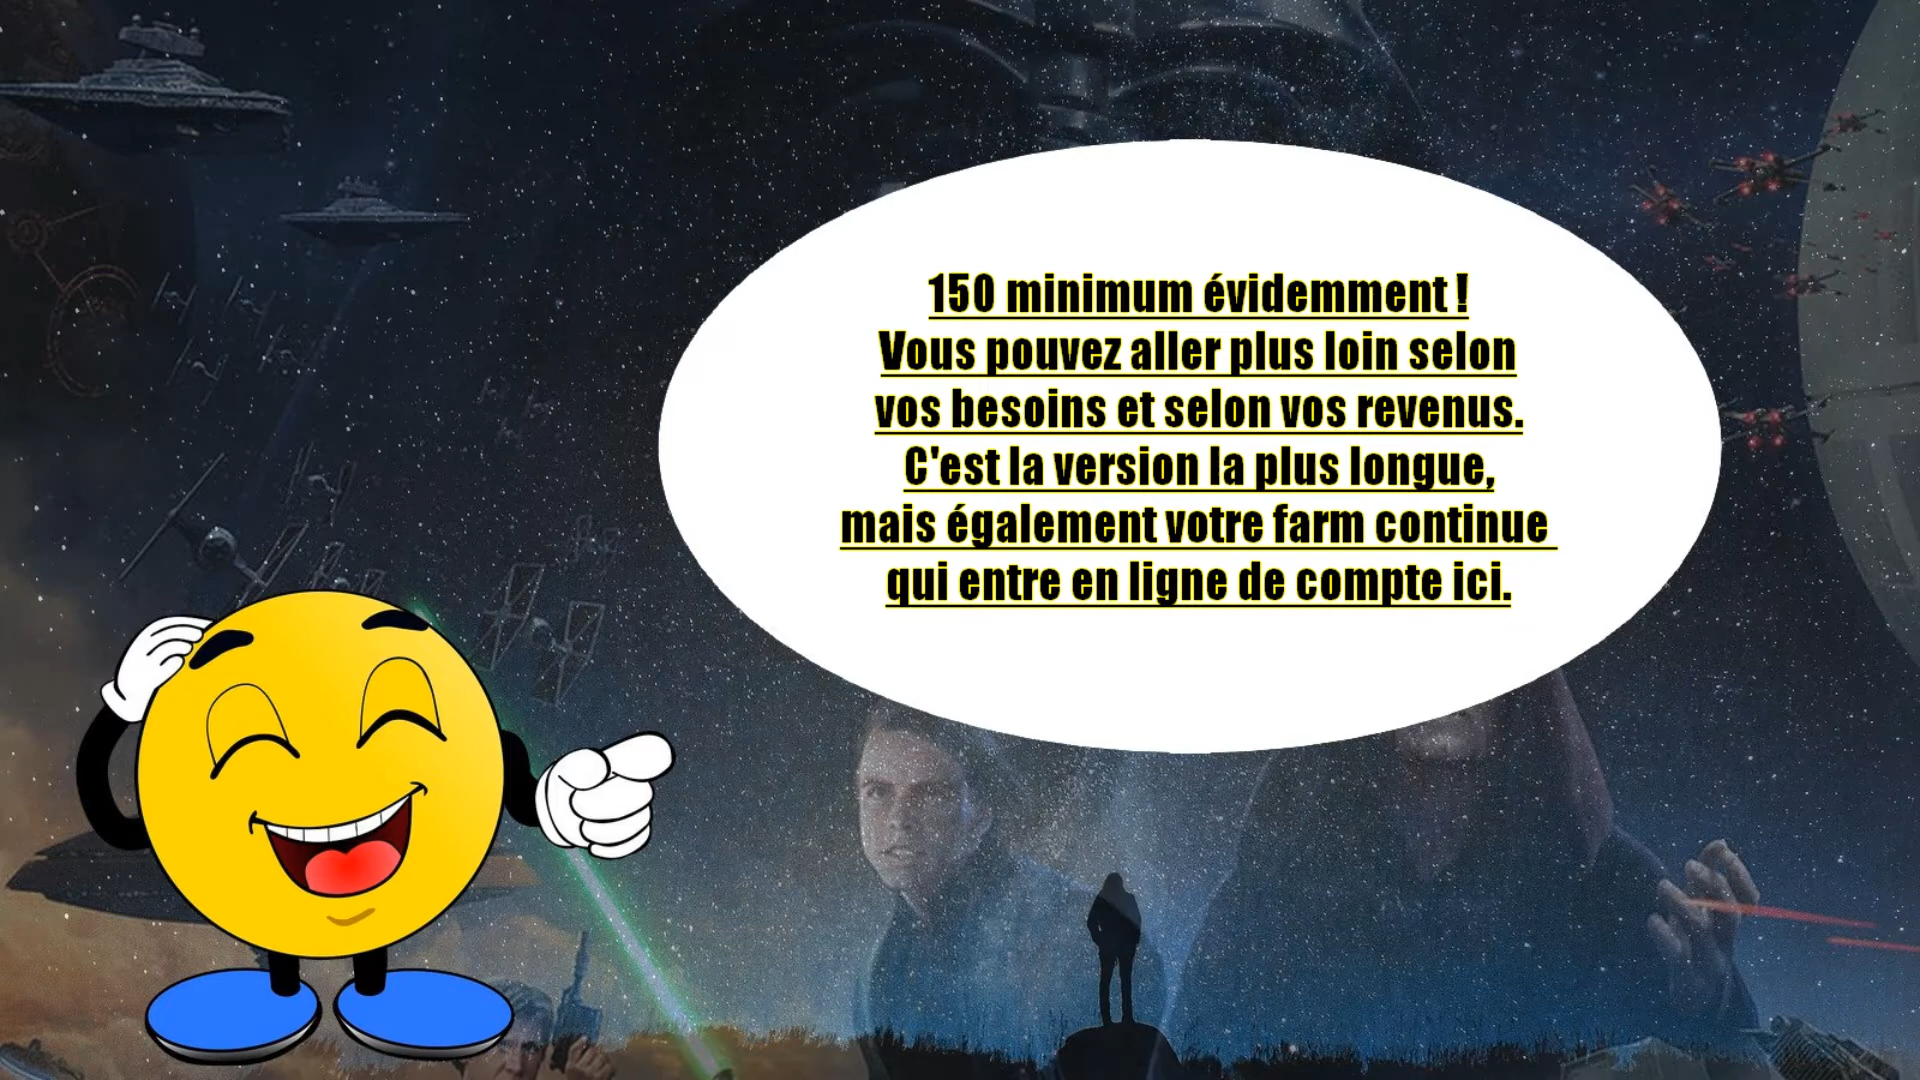 150 minimum évidemment !
Vous pouvez aller plus loin selon
vos besoins et selon vos revenus.
C'est la version la plus longue,
mais également votre farm continue
qui entre en ligne de compte ici.